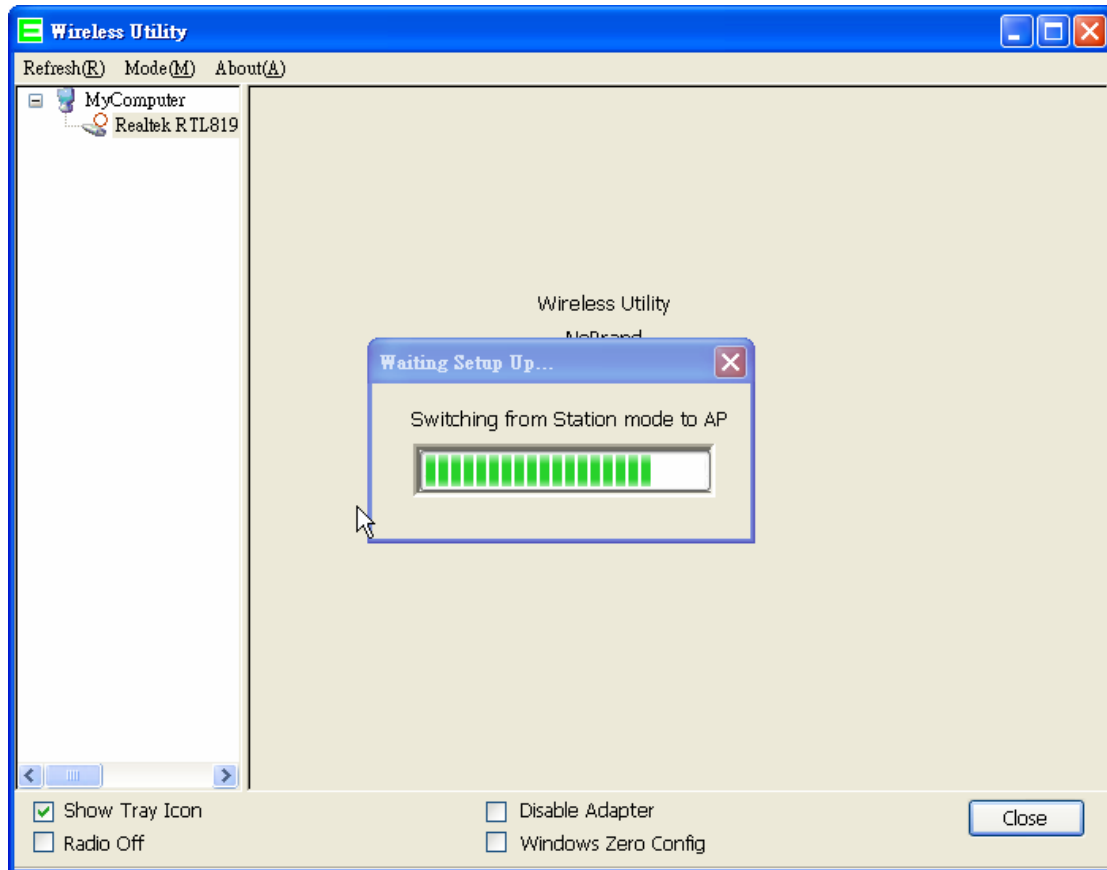 Wireless Utility
Refresh(R) Mode(M) About(A)
MyComputer
Realtek RTL819
Wireless Utility
NoBrand
Waiting Setup Up...
Switching from Station mode to AP
Show Tray Icon
Radio Off
Disable Adapter
Windows Zero Config
Close